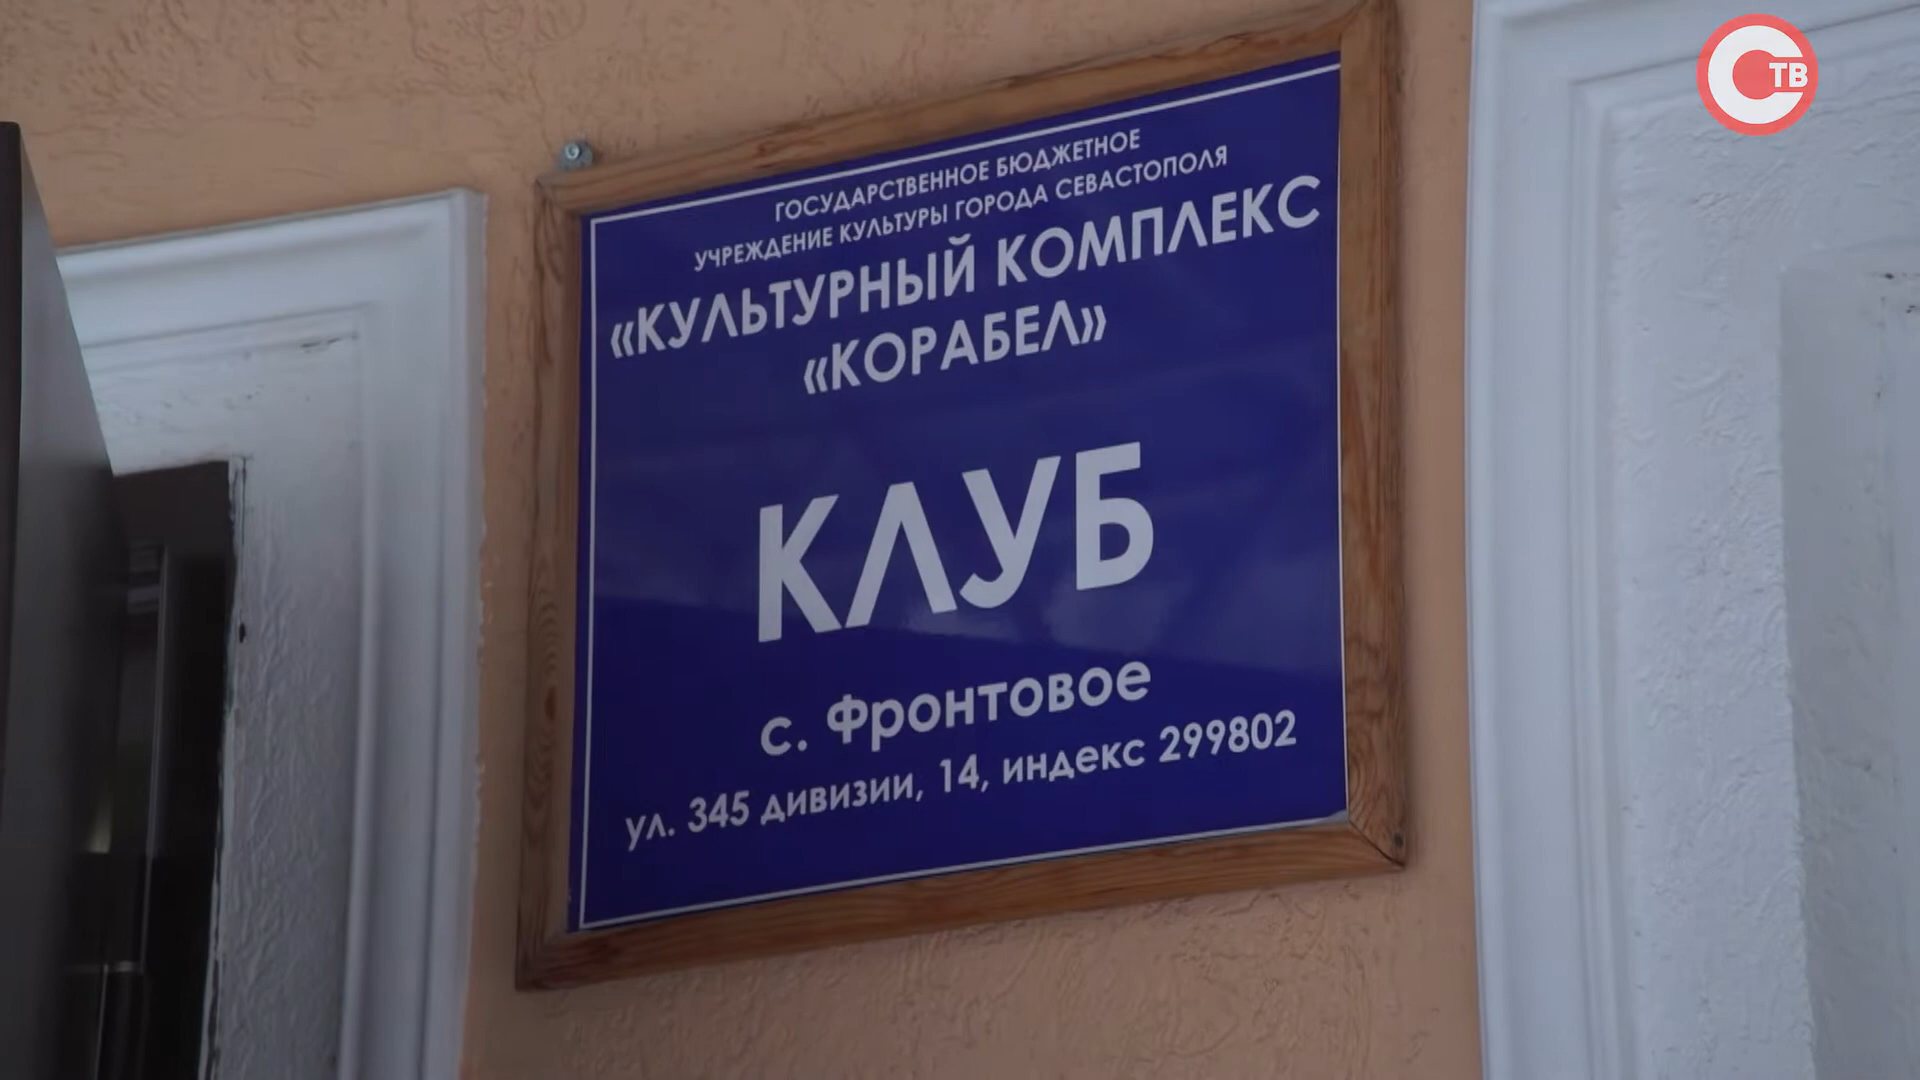 ГОСУДАРСТВЕННОЕ БЮДЖЕТНОЕ
УЧРЕЖДЕНИЕ КУЛЬТУРЫ ГОРОДА СЕВАСТОПОЛЯ
«КУЛЬТУРНЫЙ КОМПЛЕКС
«КОРАБЕЛ»
КЛУБ
с. Фронтовое
ул. 345 дивизии, 14, индекс 299802
СТВ